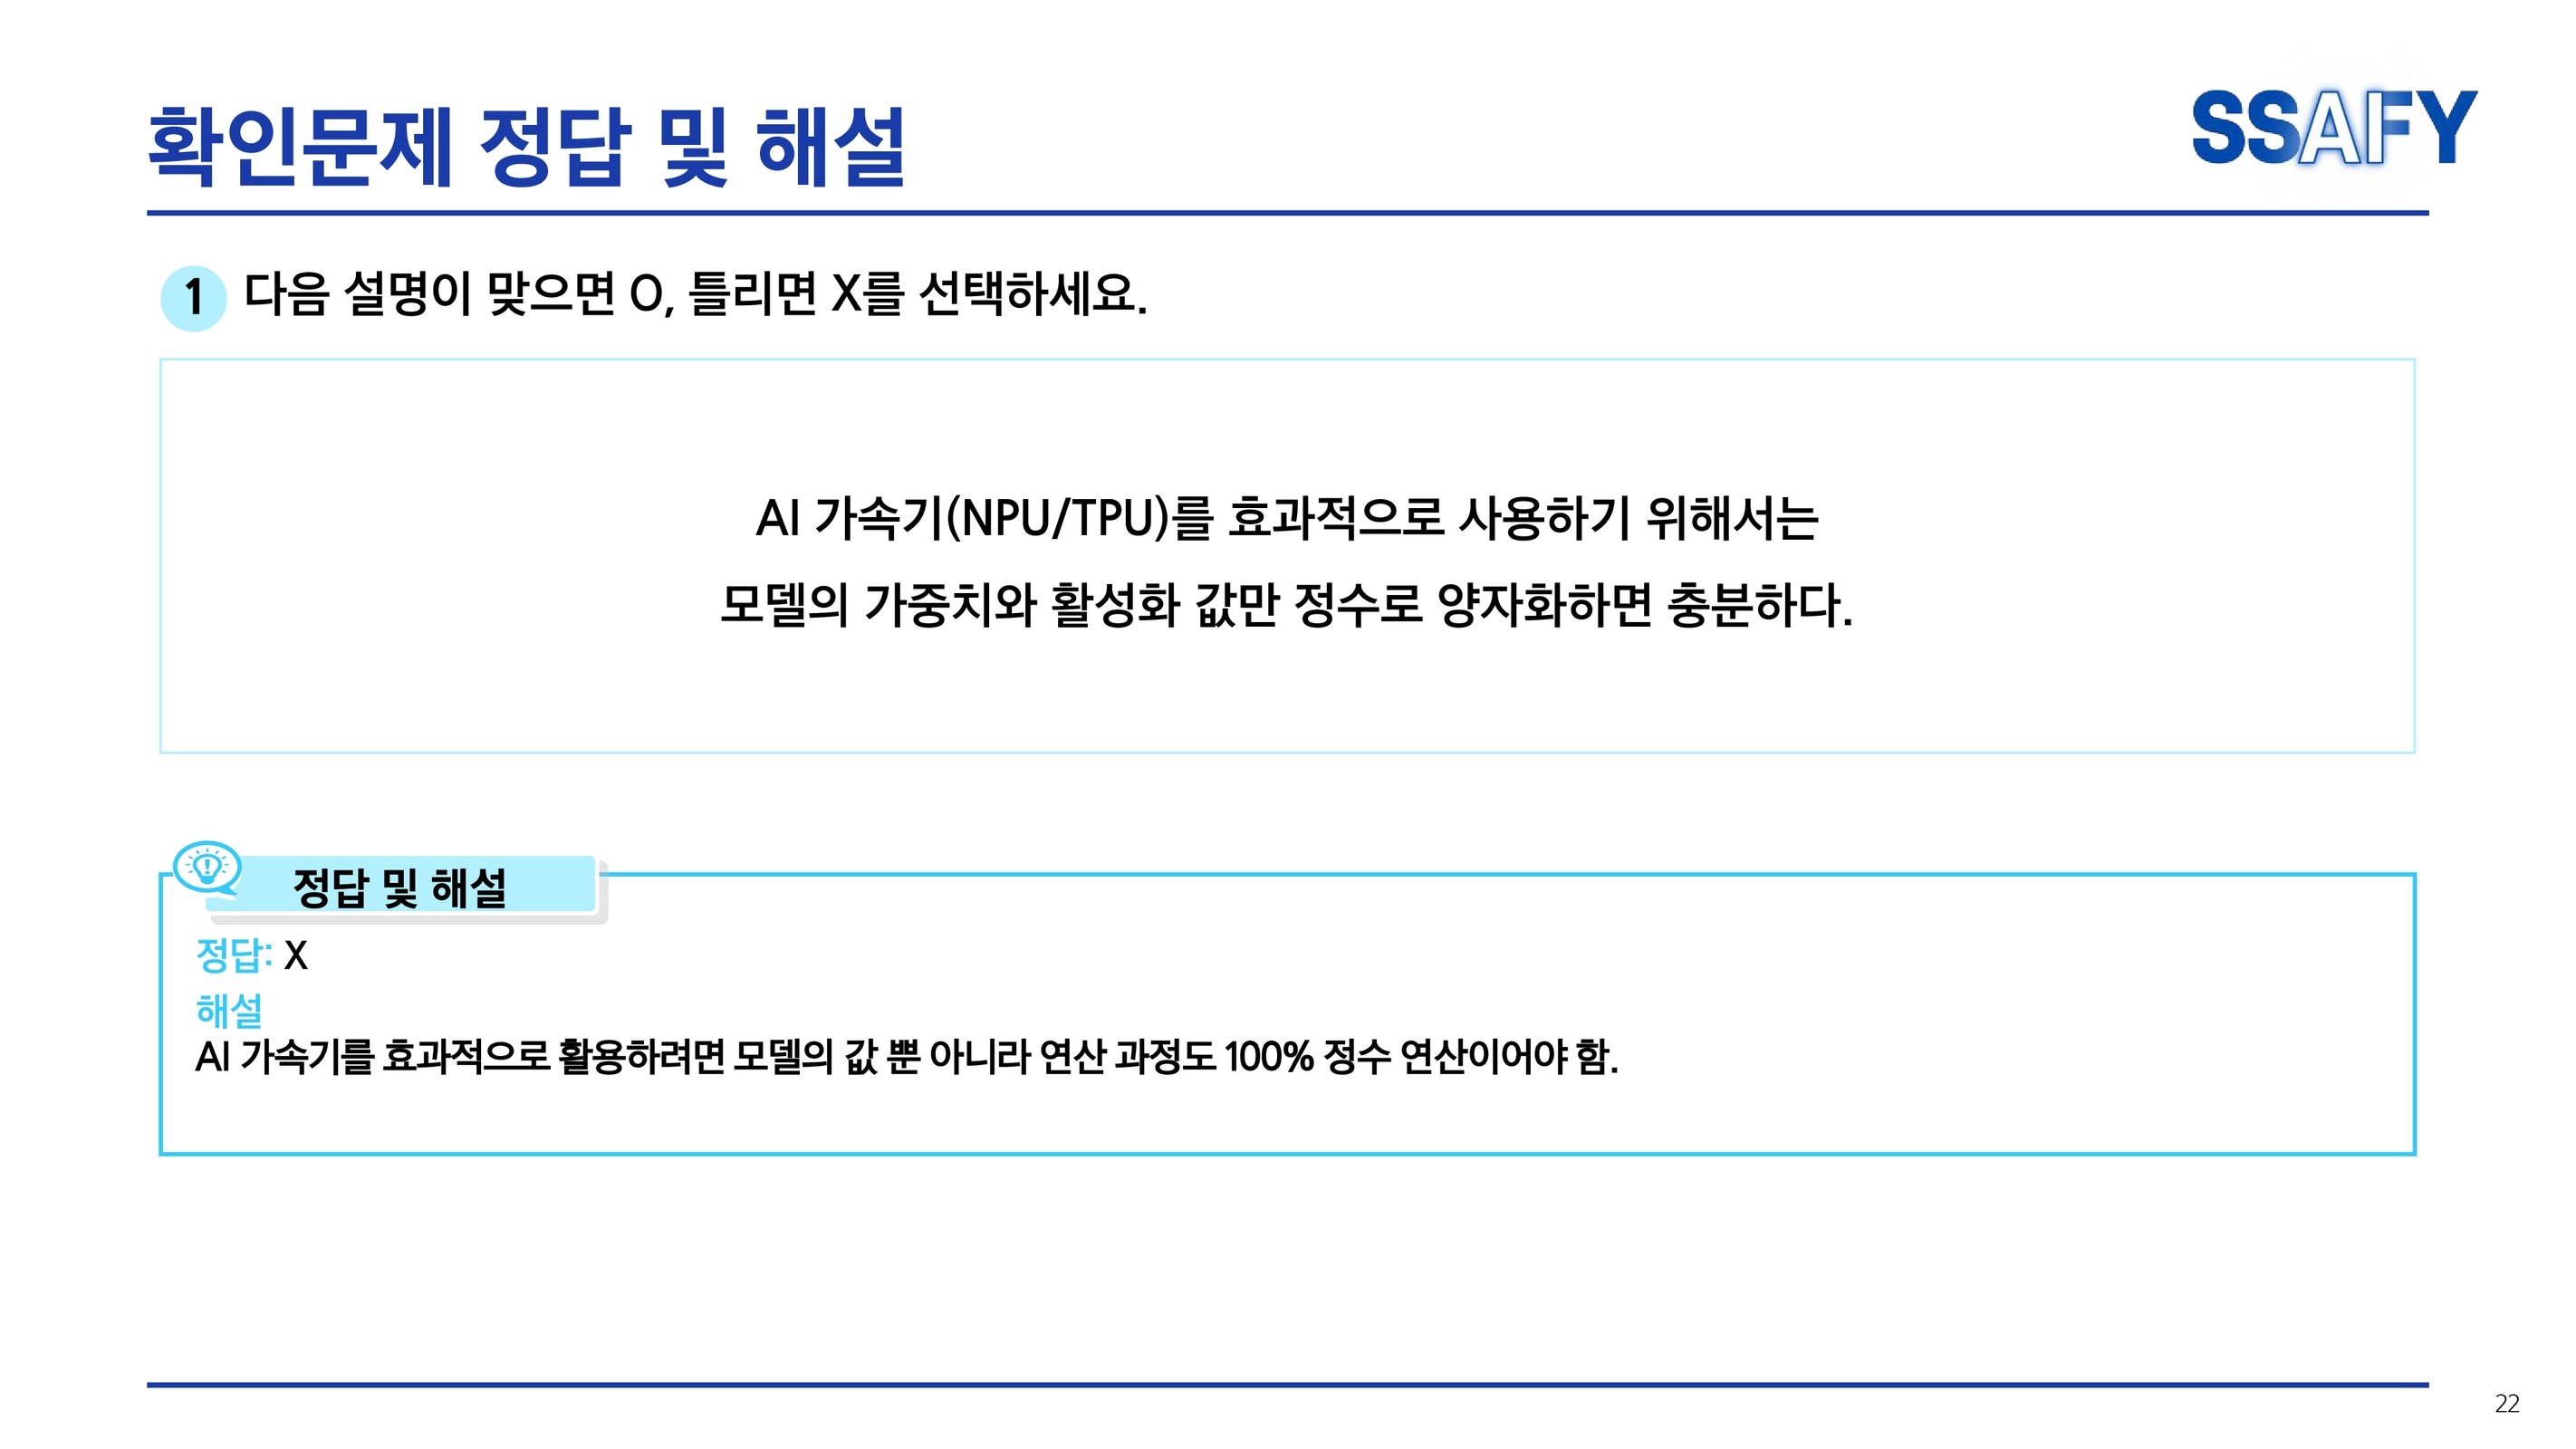 확인문제 정답 및 해설
SSAFY
1 다음 설명이 맞으면 O, 틀리면 X를 선택하세요.
AI 가속기(NPU/TPU)를 효과적으로 사용하기 위해서는
모델의 가중치와 활성화 값만 정수로 양자화하면 충분하다.
정답 및 해설
정답: X
해설
AI 가속기를 효과적으로 활용하려면 모델의 값 뿐 아니라 연산 과정도 100% 정수 연산이어야 함.
22